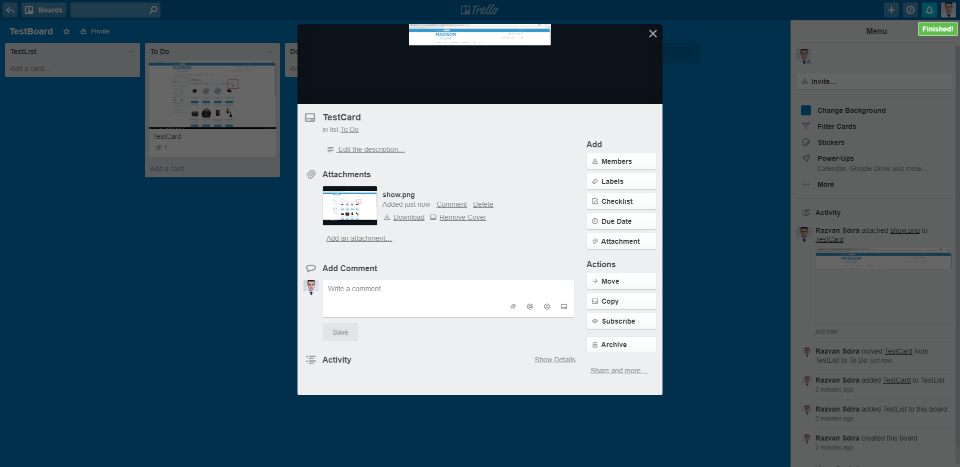 Boards
Trello
TestBoard
Private
Finished!
Menu
TestList
Add a card...
To Do
TestCard
1
Add a card
MADISON
TestCard
in list To Do
Edit the description...
Attachments
show.png
Added just now Comment Delete
Download Remove Cover
Add an attachment...
Add Comment
Write a comment
Save
Activity
Show Details
Add
Members
Labels
Checklist
Due Date
Attachment
Actions
Move
Copy
Subscribe
Archive
Share and more...
Invite...
Change Background
Filter Cards
Stickers
Power-Ups
Calendar, Google Drive and more...
More
Activity
Razvan Sdira attached show.png to
TestCard
just now
Razvan Sdira moved TestCard from
TestList to To Do just now
Razvan Sdira added TestCard to TestList
2 minutes ago
Razvan Sdira added TestList to this board
2 minutes ago
Razvan Sdira created this board
2 minutes ago